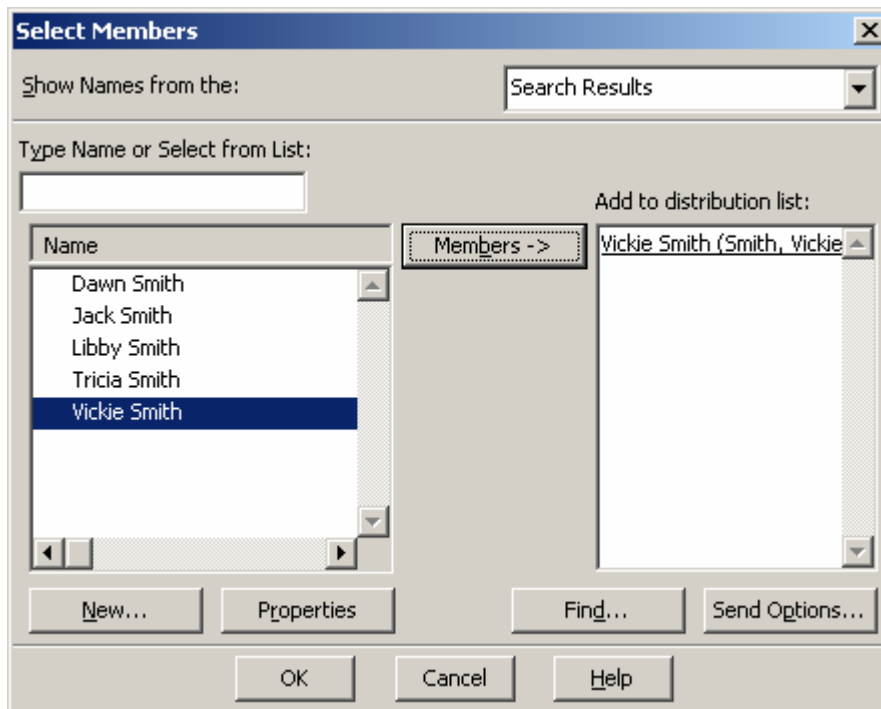 Select Members
Show Names from the:
Search Results
Type Name or Select from List:
Add to distribution list:
Name
Members ->
Vickie Smith (Smith, Vickie
Dawn Smith
Jack Smith
Libby Smith
Tricia Smith
Vickie Smith
New...
Properties
Find...
Send Options...
OK
Cancel
Help